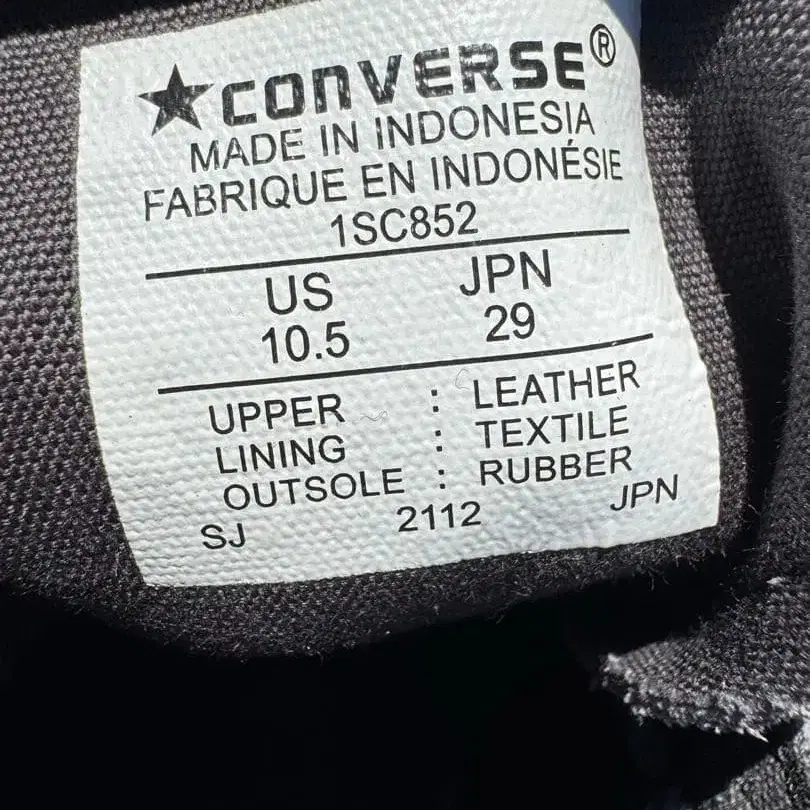 ★CONVERSE®
MADE IN INDONESIA
FABRIQUE EN INDONÉSIE
1SC852
US JPN
10.5 29
UPPER : LEATHER
LINING : TEXTILE
OUTSOLE : RUBBER
SJ 2112 JPN